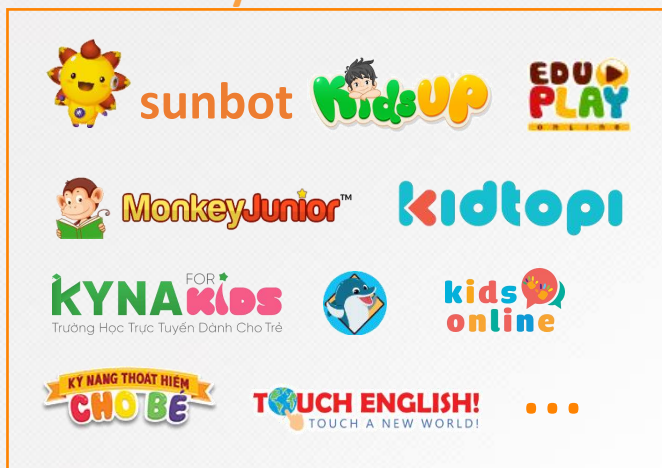 sunbot
KidsUP
EDU
PLAY
online
MonkeyJunior™
kidtopi
FOR
KYNA KIDS
Trường Học Trực Tuyến Dành Cho Trẻ
kids
online
KỸ NĂNG THOÁT HIỂM
CHO BÉ
TOUCH ENGLISH!
TOUCH A NEW WORLD!
...